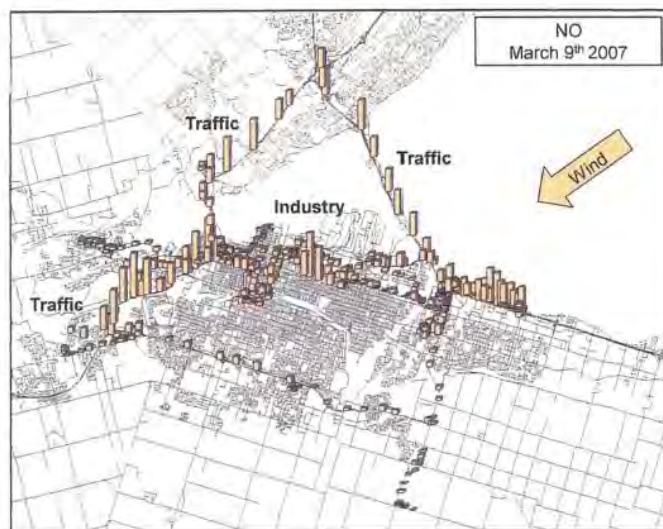 NO
March 9th 2007
Traffic
Traffic
Wind
Industry
Traffic